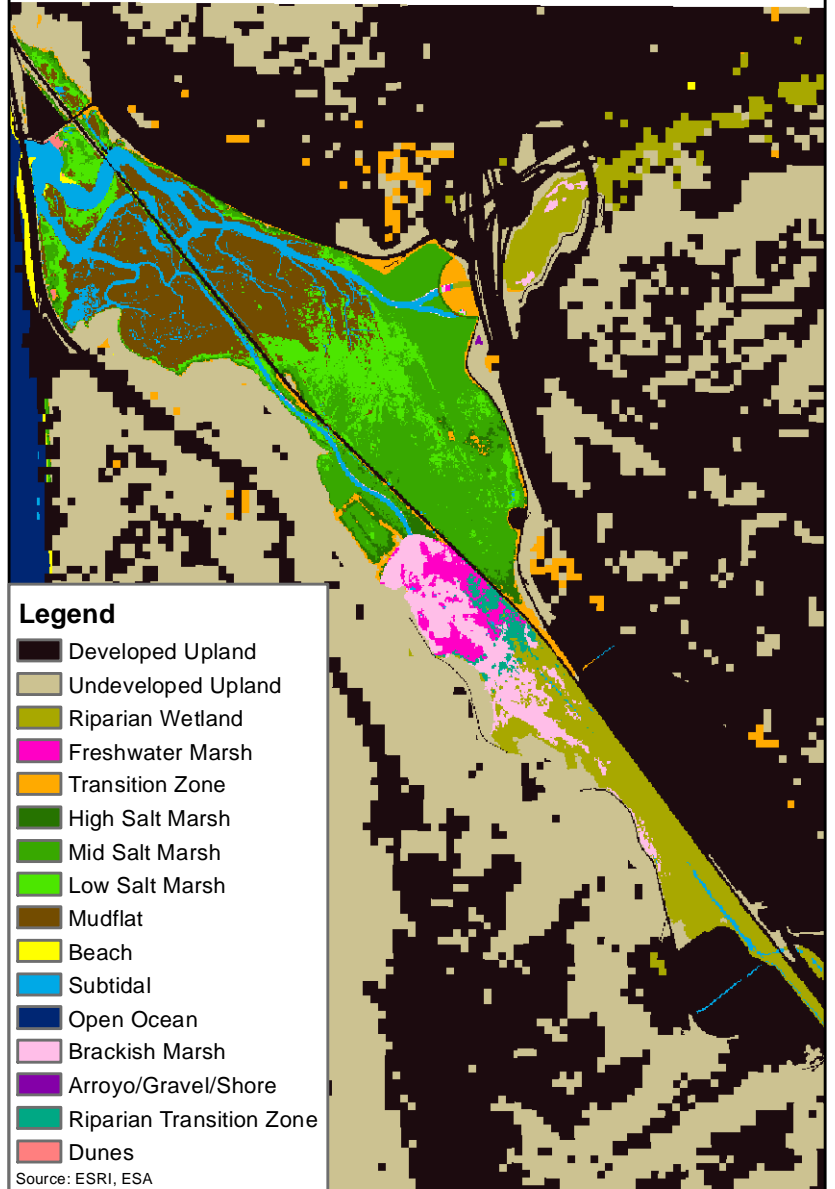 Legend
Developed Upland
Undeveloped Upland
Riparian Wetland
Freshwater Marsh
Transition Zone
High Salt Marsh
Mid Salt Marsh
Low Salt Marsh
Mudflat
Beach
Subtidal
Open Ocean
Brackish Marsh
Arroyo/Gravel/Shore
Riparian Transition Zone
Dunes
Source: ESRI, ESA